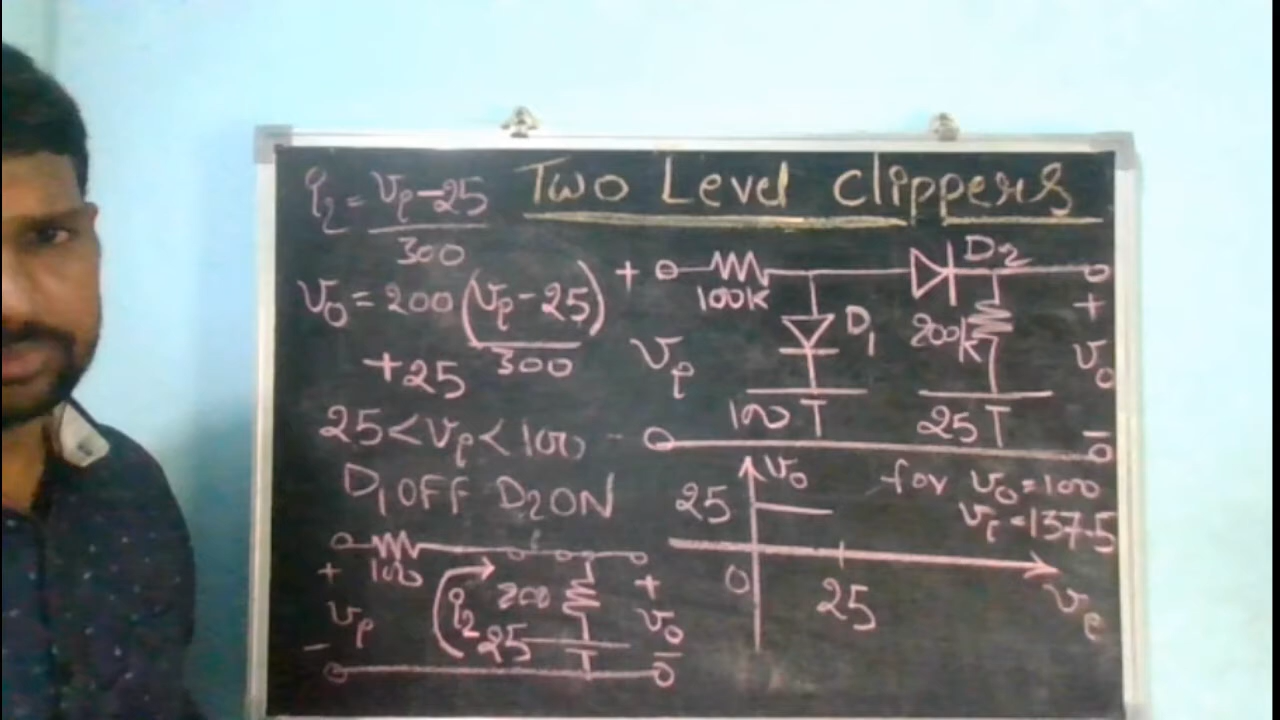 Two Level Clippers
i₂ = vᵢ-25
300
v₀ = 200 (vᵢ-25)
300
+25
25<vᵢ<100
D₁ OFF D₂ ON
+ 100
vᵢ i₂ 200 + v₀
- 25 -
+ 100K D₂
D₁ 200k +
vᵢ v₀
100 25
- -
v₀
25
for v₀=100
vᵢ=137.5
0 25 vᵢ